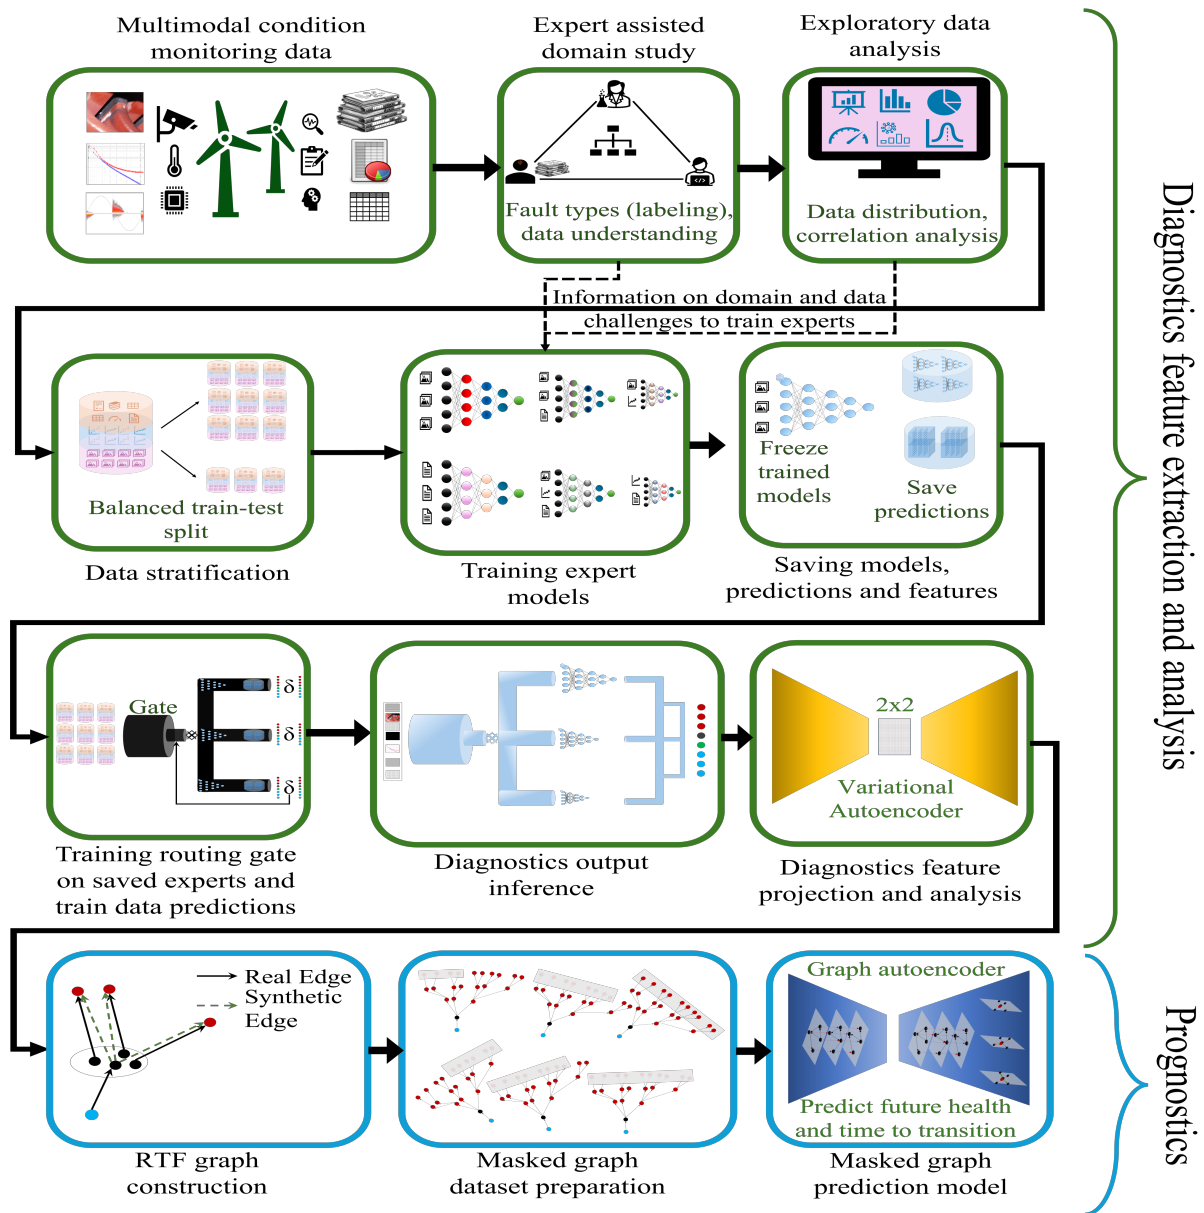 Multimodal condition
monitoring data
Expert assisted
domain study
Exploratory data
analysis
Fault types (labeling),
data understanding
Data distribution,
correlation analysis
Information on domain and data
challenges to train experts
Balanced train-test
split
Data stratification
Training expert
models
Freeze
trained
models
Save
predictions
Saving models,
predictions and features
Gate
δ
δ
δ
Training routing gate
on saved experts and
train data predictions
Diagnostics output
inference
2x2
Variational
Autoencoder
Diagnostics feature
projection and analysis
Diagnostics feature extraction and analysis
Real Edge
Synthetic
Edge
RTF graph
construction
Masked graph
dataset preparation
Graph autoencoder
Predict future health
and time to transition
Masked graph
prediction model
Prognostics